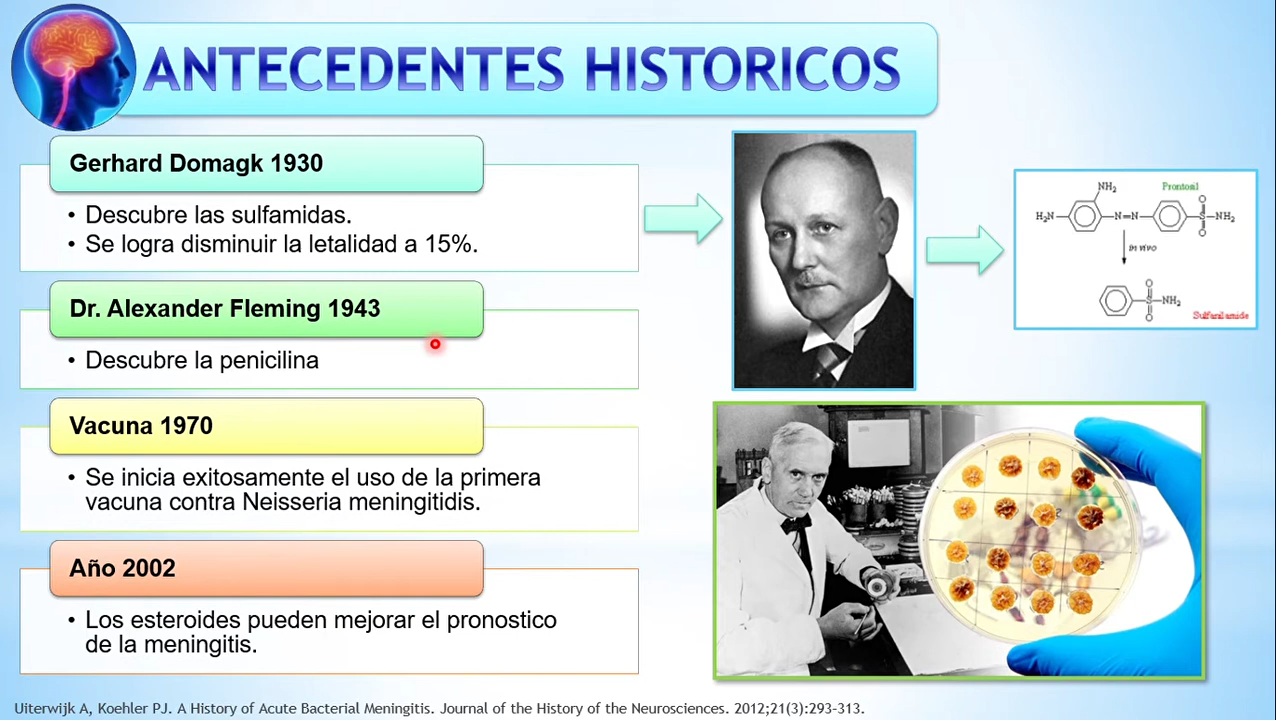 ANTECEDENTES HISTORICOS
Gerhard Domagk 1930
• Descubre las sulfamidas.
• Se logra disminuir la letalidad a 15%.
Dr. Alexander Fleming 1943
• Descubre la penicilina
Vacuna 1970
• Se inicia exitosamente el uso de la primera
vacuna contra Neisseria meningitidis.
Año 2002
• Los esteroides pueden mejorar el pronostico
de la meningitis.
NH₂
Prontosil
H₂N
N=N
O
S
NH₂
O
in vivo
O
S
NH₂
O
Sulfanilamide
Uiterwijk A, Koehler PJ. A History of Acute Bacterial Meningitis. Journal of the History of the Neurosciences. 2012;21(3):293-313.